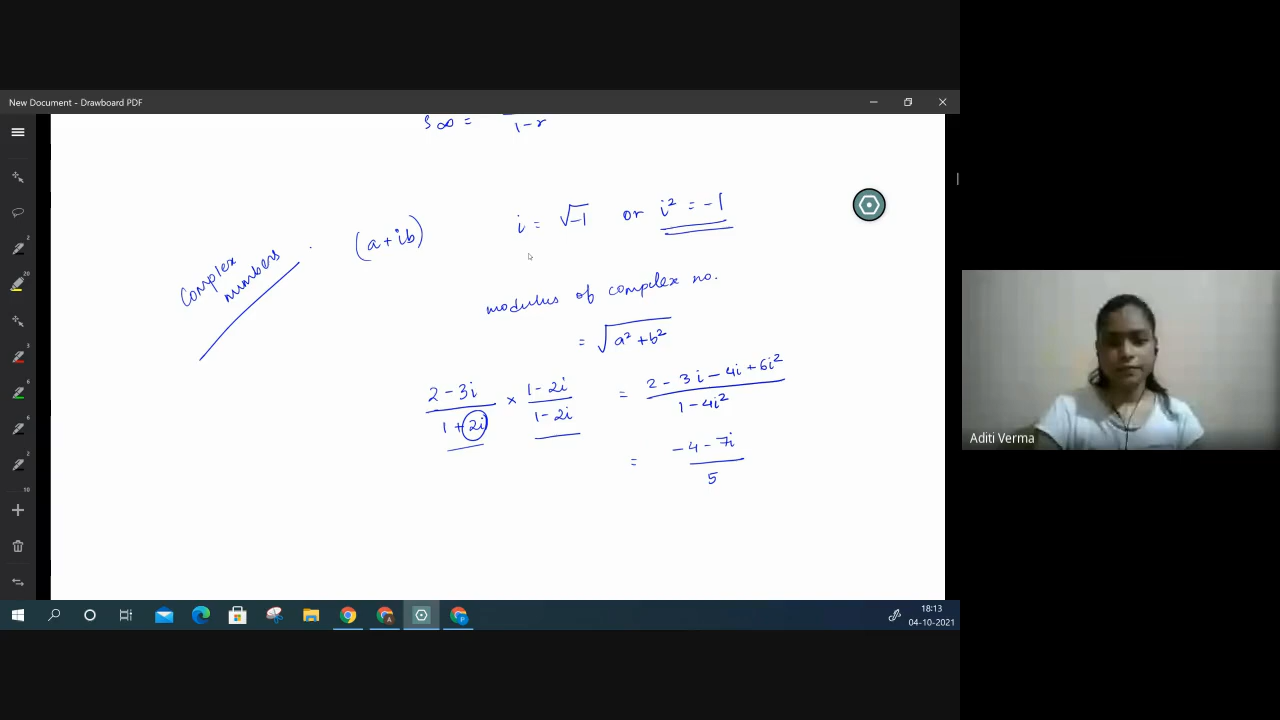 New Document - Drawboard PDF
S∞ = 1-r
i = √-1 or i² = -1
Complex numbers
(a+ib)
modulus of complex no.
= √a² + b²
2 - 3i / 1 + 2i × 1 - 2i / 1 - 2i = 2 - 3i - 4i + 6i² / 1 - 4i²
= -4 - 7i / 5
Aditi Verma
18:13
04-10-2021